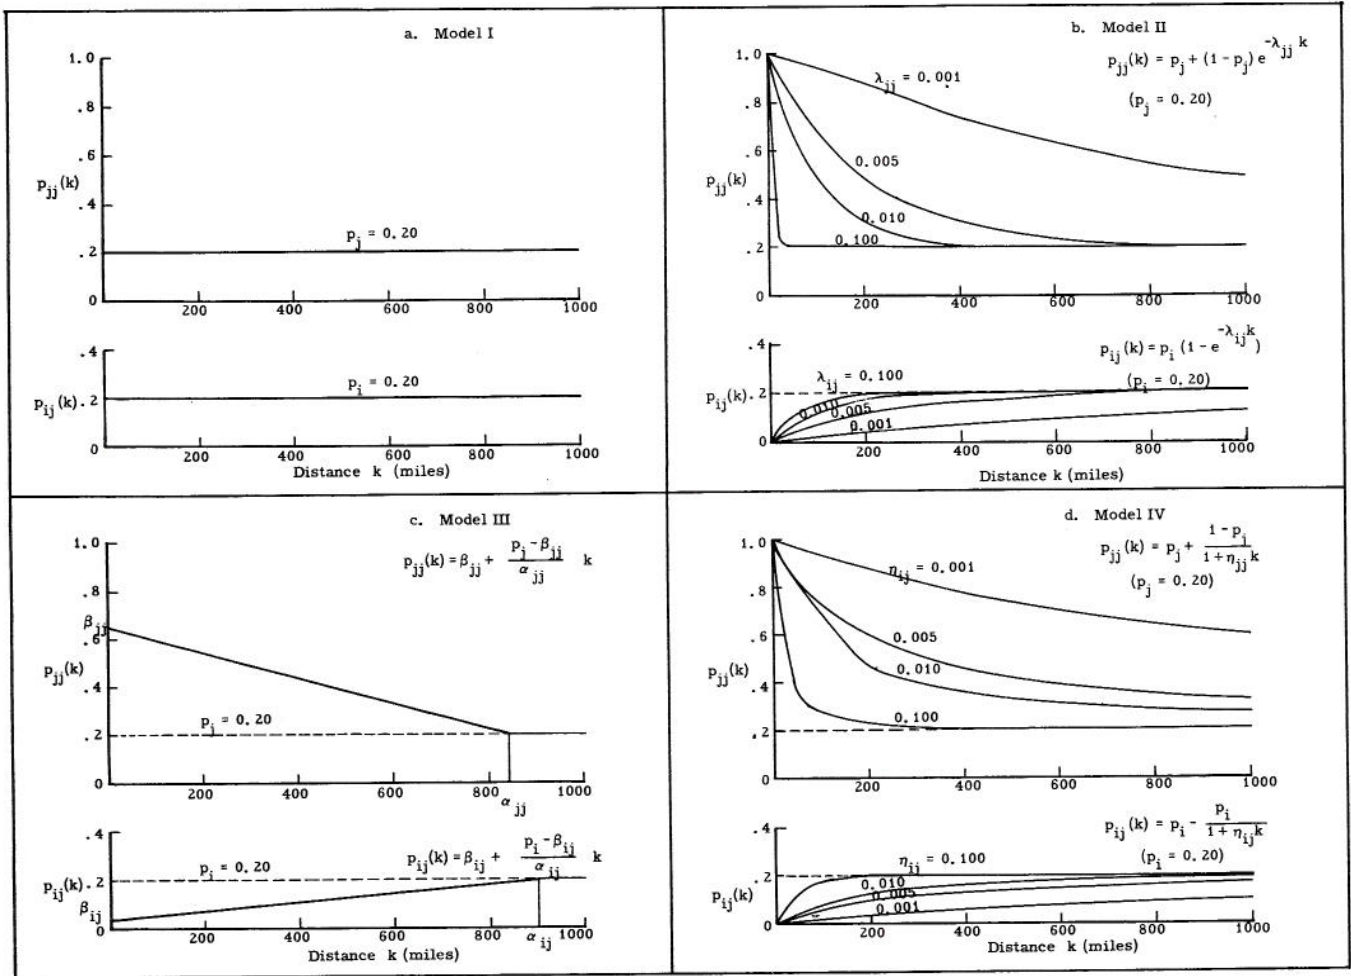 a. Model I
1.0
.8
.6
p_jj(k)
.4
p_j = 0.20
.2
0
200 400 600 800 1000
.4
p_i = 0.20
p_ij(k) .2
0
200 400 600 800 1000
Distance k (miles)
b. Model II
p_jj(k) = p_j + (1 - p_j) e^-λ_jj k
(p_j = 0.20)
1.0
λ_jj = 0.001
.8
.6
0.005
p_jj(k)
.4
0.010
.2
0.100
0
200 400 600 800 1000
.4
p_ij(k) = p_i (1 - e^-λ_ij k)
λ_ij = 0.100
(p_i = 0.20)
p_ij(k) .2
0.010
0.005
0.001
0
200 400 600 800 1000
Distance k (miles)
c. Model III
p_jj(k) = β_jj + (p_j - β_jj)/α_jj k
1.0
.8
β_jj
.6
p_jj(k)
.4
p_j = 0.20
.2
0
200 400 600 800 1000
α_jj
.4
p_ij(k) = β_ij + (p_i - β_ij)/α_ij k
p_i = 0.20
p_ij(k) .2
β_ij
0
200 400 600 800 1000
α_ij
Distance k (miles)
d. Model IV
p_jj(k) = p_j + (1 - p_j)/(1 + η_jj k)
(p_j = 0.20)
1.0
η_ij = 0.001
.8
.6
0.005
p_jj(k)
0.010
.4
0.100
.2
0
200 400 600 800 1000
p_ij(k) = p_i - p_i/(1 + η_ij k)
(p_i = 0.20)
.4
η_ij = 0.100
.2
0.010
0.005
p_ij(k)
0.001
0
200 400 600 800 1000
Distance k (miles)